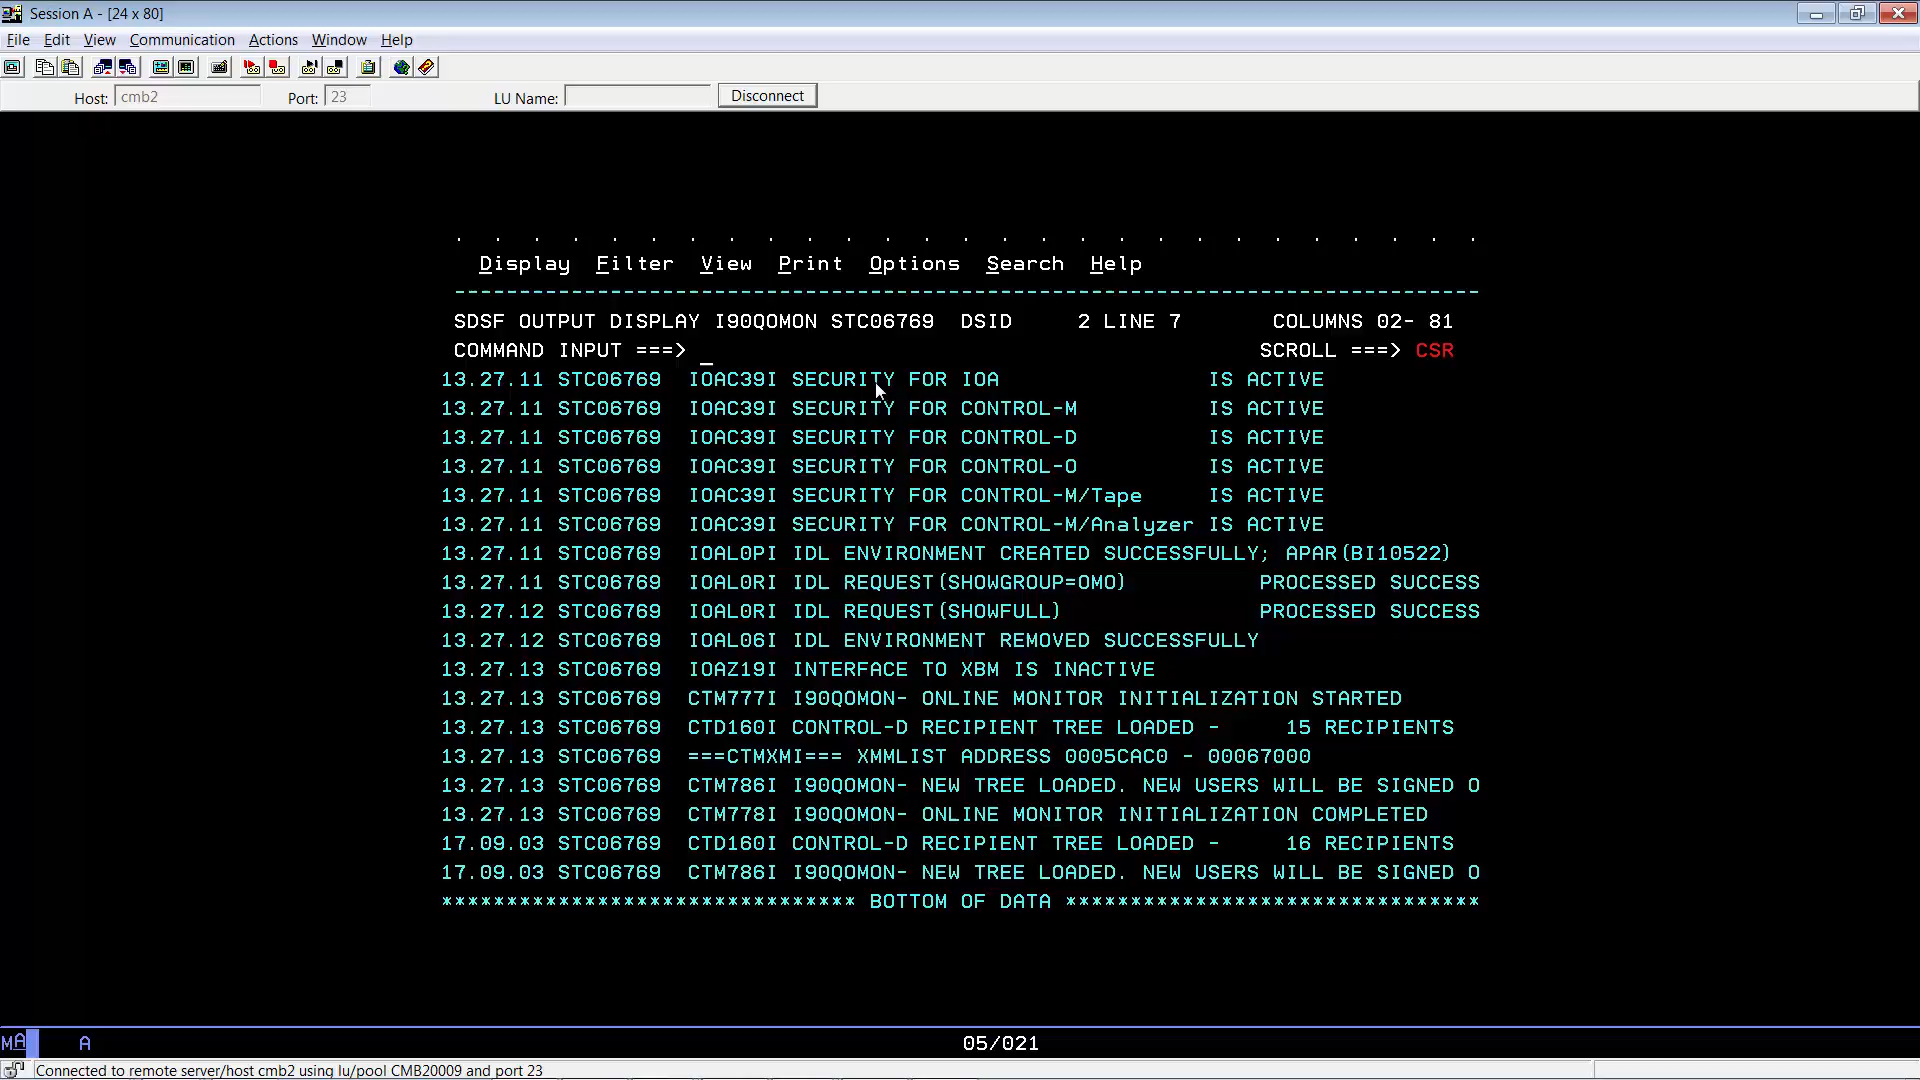 Session A - [24 x 80]
File Edit View Communication Actions Window Help
Host: cmb2 Port: 23 LU Name: Disconnect
. . . . . . . . . . . . . . . . . . . . . . . . . . .
Display Filter View Print Options Search Help
-------------------------------------------------------------------------------
SDSF OUTPUT DISPLAY I90QOMON STC06769 DSID 2 LINE 7 COLUMNS 02- 81
COMMAND INPUT ===> _ SCROLL ===> CSR
13.27.11 STC06769 IOAC39I SECURITY FOR IOA IS ACTIVE
13.27.11 STC06769 IOAC39I SECURITY FOR CONTROL-M IS ACTIVE
13.27.11 STC06769 IOAC39I SECURITY FOR CONTROL-D IS ACTIVE
13.27.11 STC06769 IOAC39I SECURITY FOR CONTROL-O IS ACTIVE
13.27.11 STC06769 IOAC39I SECURITY FOR CONTROL-M/Tape IS ACTIVE
13.27.11 STC06769 IOAC39I SECURITY FOR CONTROL-M/Analyzer IS ACTIVE
13.27.11 STC06769 IOAL0PI IDL ENVIRONMENT CREATED SUCCESSFULLY; APAR(BI10522)
13.27.11 STC06769 IOAL0RI IDL REQUEST(SHOWGROUP=OMO) PROCESSED SUCCESS
13.27.12 STC06769 IOAL0RI IDL REQUEST(SHOWFULL) PROCESSED SUCCESS
13.27.12 STC06769 IOAL06I IDL ENVIRONMENT REMOVED SUCCESSFULLY
13.27.13 STC06769 IOAZ19I INTERFACE TO XBM IS INACTIVE
13.27.13 STC06769 CTM777I I90QOMON- ONLINE MONITOR INITIALIZATION STARTED
13.27.13 STC06769 CTD160I CONTROL-D RECIPIENT TREE LOADED - 15 RECIPIENTS
13.27.13 STC06769 ===CTMXMI=== XMMLIST ADDRESS 0005CAC0 - 00067000
13.27.13 STC06769 CTM786I I90QOMON- NEW TREE LOADED. NEW USERS WILL BE SIGNED O
13.27.13 STC06769 CTM778I I90QOMON- ONLINE MONITOR INITIALIZATION COMPLETED
17.09.03 STC06769 CTD160I CONTROL-D RECIPIENT TREE LOADED - 16 RECIPIENTS
17.09.03 STC06769 CTM786I I90QOMON- NEW TREE LOADED. NEW USERS WILL BE SIGNED O
******************************** BOTTOM OF DATA ********************************
MA A 05/021
Connected to remote server/host cmb2 using lu/pool CMB20009 and port 23